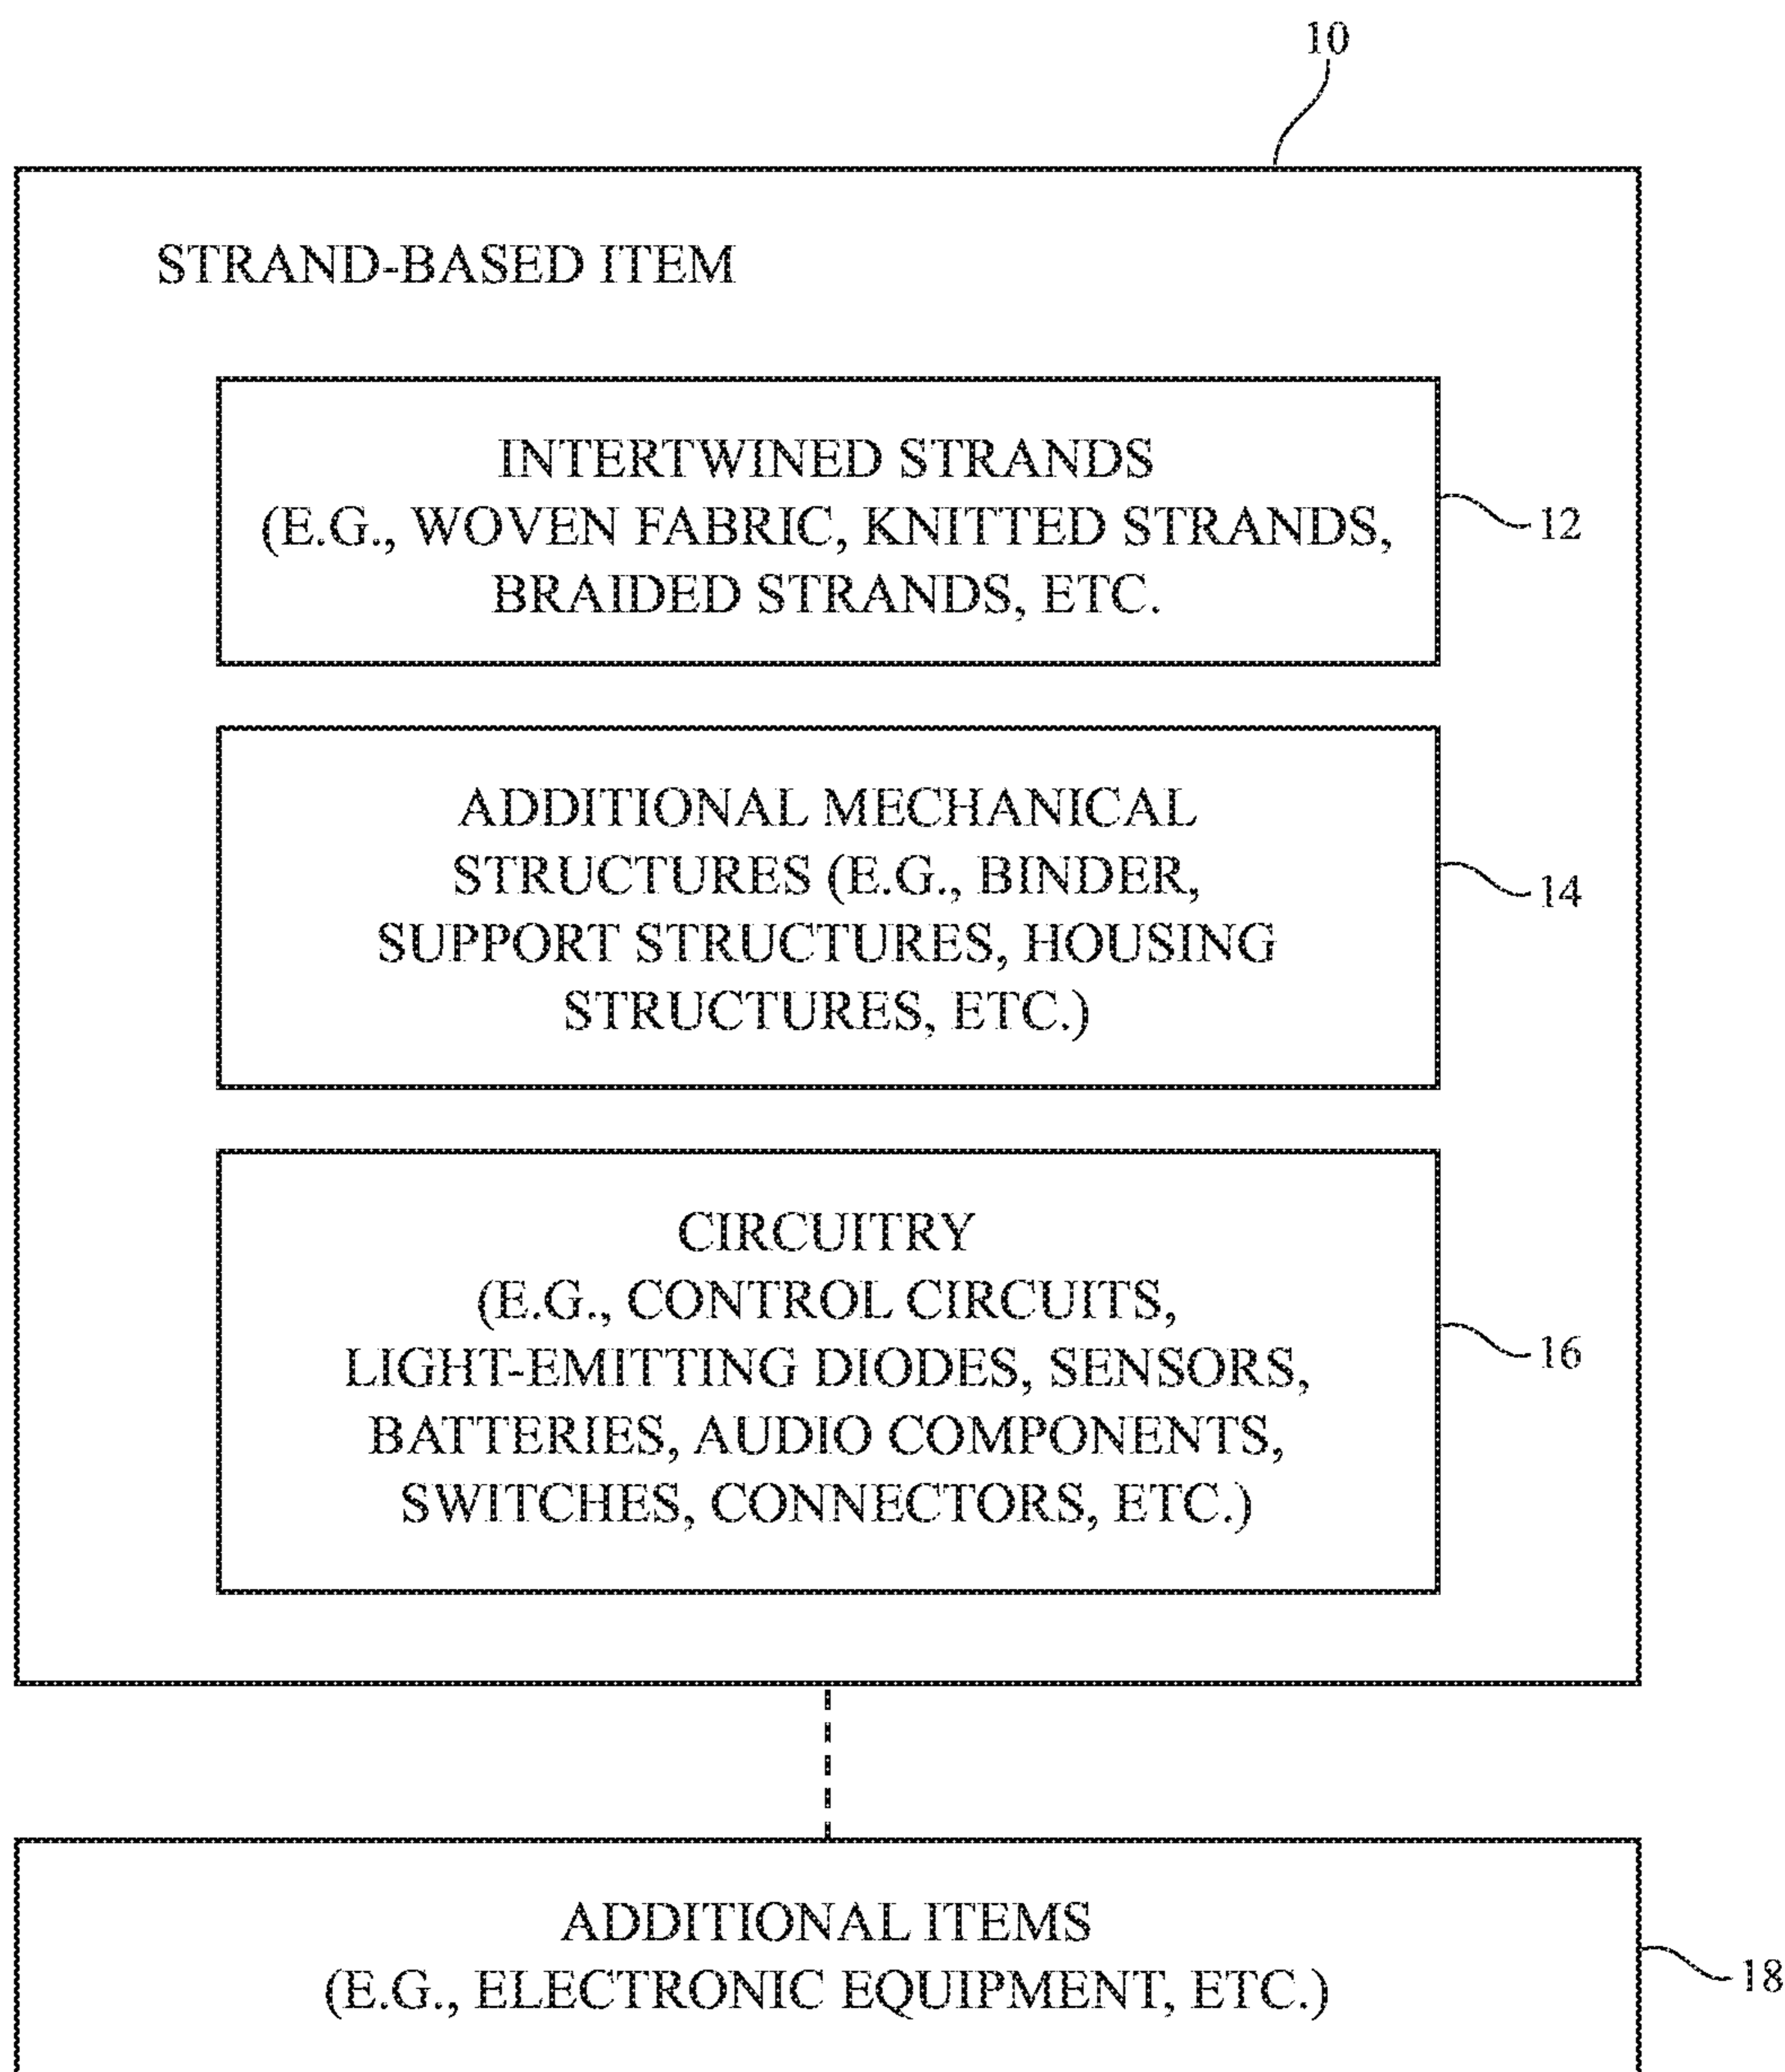 10
STRAND-BASED ITEM
INTERTWINED STRANDS
(E.G., WOVEN FABRIC, KNITTED STRANDS,
BRAIDED STRANDS, ETC.
12
ADDITIONAL MECHANICAL
STRUCTURES (E.G., BINDER,
SUPPORT STRUCTURES, HOUSING
STRUCTURES, ETC.)
14
CIRCUITRY
(E.G., CONTROL CIRCUITS,
LIGHT-EMITTING DIODES, SENSORS,
BATTERIES, AUDIO COMPONENTS,
SWITCHES, CONNECTORS, ETC.)
16
ADDITIONAL ITEMS
(E.G., ELECTRONIC EQUIPMENT, ETC.)
18